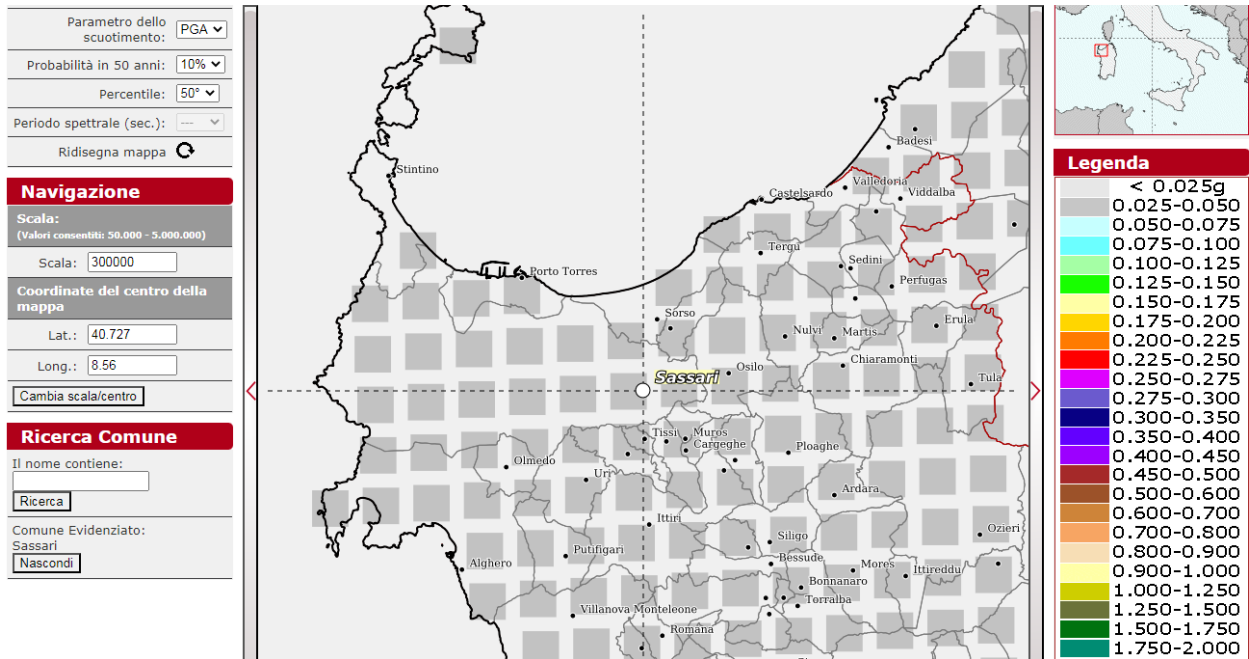 Parametro dello
scuotimento: PGA
Probabilità in 50 anni: 10%
Percentile: 50°
Periodo spettrale (sec.): ---
Ridisegna mappa
Navigazione
Scala:
(Valori consentiti: 50.000 - 5.000.000)
Scala: 300000
Coordinate del centro della
mappa
Lat.: 40.727
Long.: 8.56
Cambia scala/centro
Ricerca Comune
Il nome contiene:
Ricerca
Comune Evidenziato:
Sassari
Nascondi
Badesi
Stintino
Valledoria
Castelsardo
Viddalba
Tergu
Sedini
Porto Torres
Perfugas
Sorso
Erula
Nulvi
Martis
Chiaramonti
Osilo
Sassari
Tula
Tissi
Muros
Cargeghe
Ploaghe
Olmedo
Uri
Ardara
Ittiri
Ozieri
Siligo
Putifigari
Bessude
Alghero
Mores
Ittireddu
Bonnanaro
Torralba
Villanova Monteleone
Romana
Legenda
< 0.025g
0.025-0.050
0.050-0.075
0.075-0.100
0.100-0.125
0.125-0.150
0.150-0.175
0.175-0.200
0.200-0.225
0.225-0.250
0.250-0.275
0.275-0.300
0.300-0.350
0.350-0.400
0.400-0.450
0.450-0.500
0.500-0.600
0.600-0.700
0.700-0.800
0.800-0.900
0.900-1.000
1.000-1.250
1.250-1.500
1.500-1.750
1.750-2.000